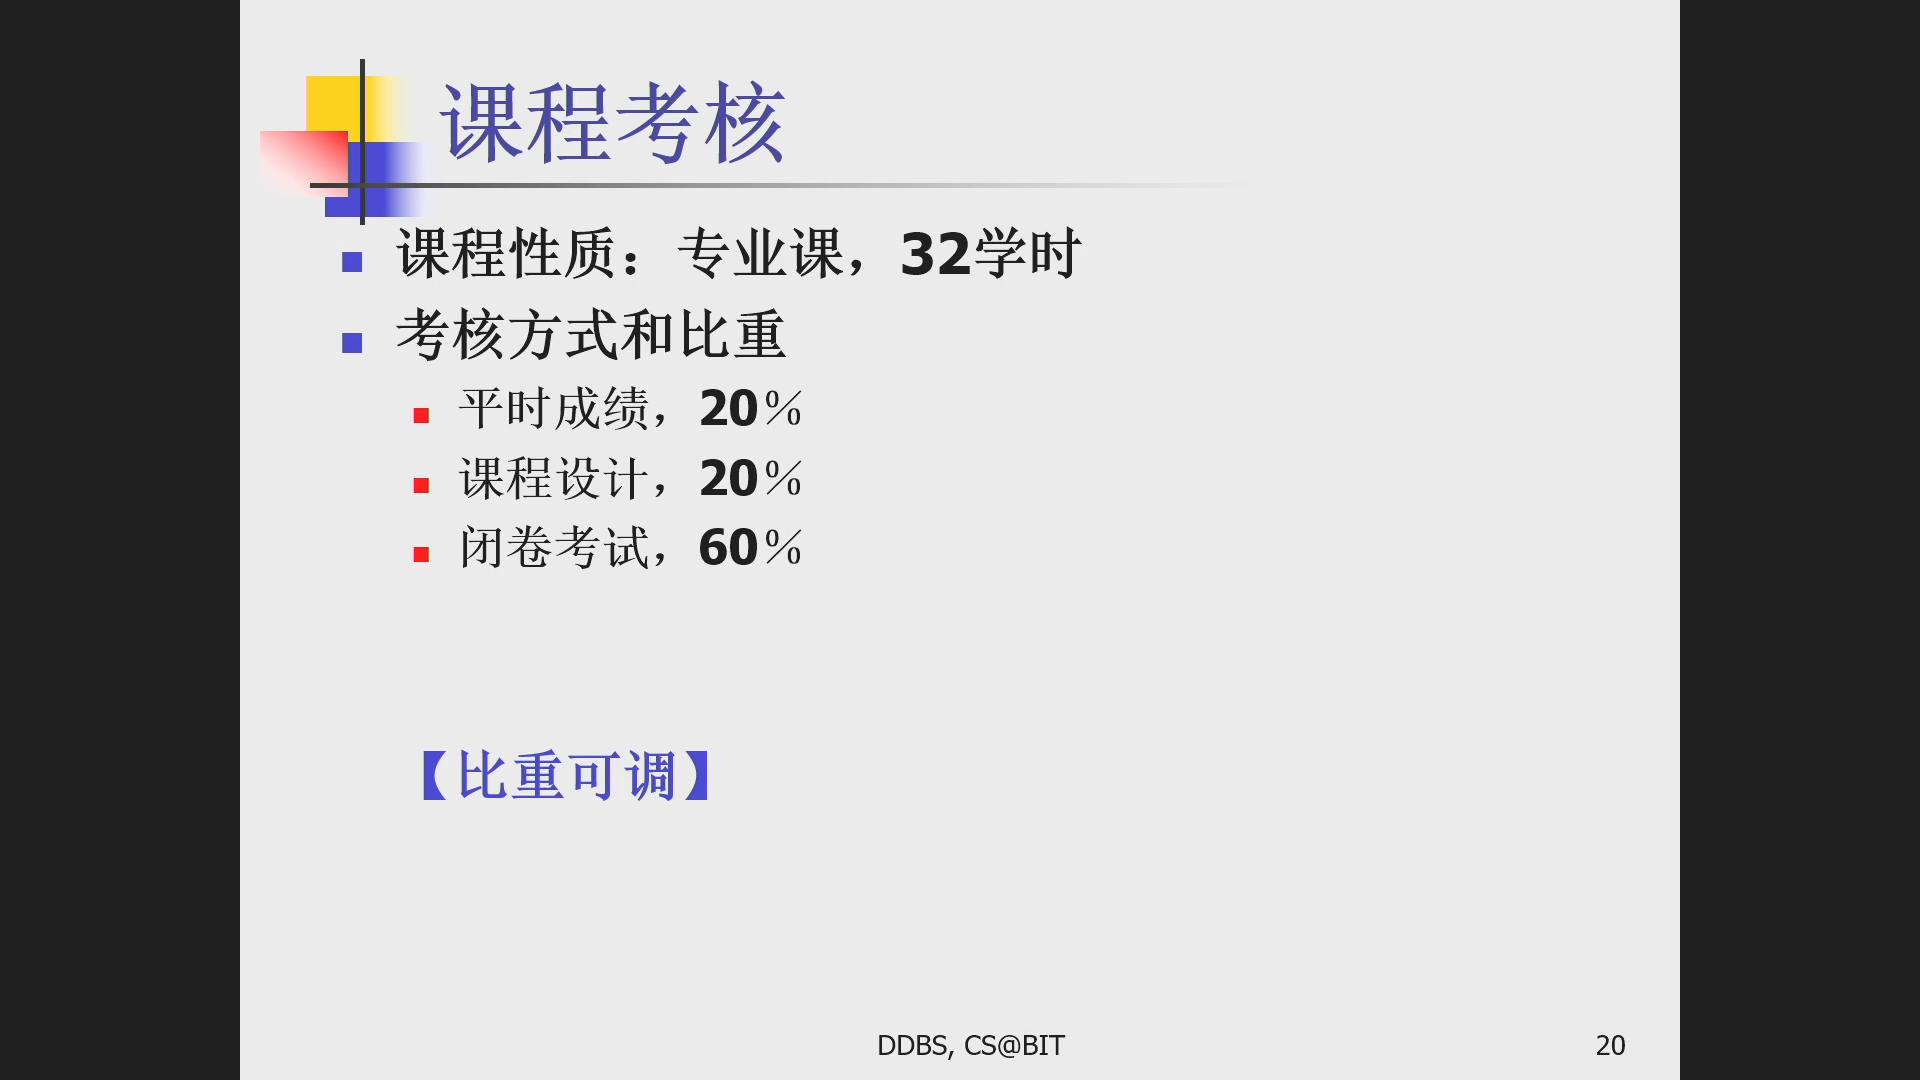 课程考核
课程性质：专业课，32学时
考核方式和比重
平时成绩，20％
课程设计，20％
闭卷考试，60％
【比重可调】
DDBS, CS@BIT
20